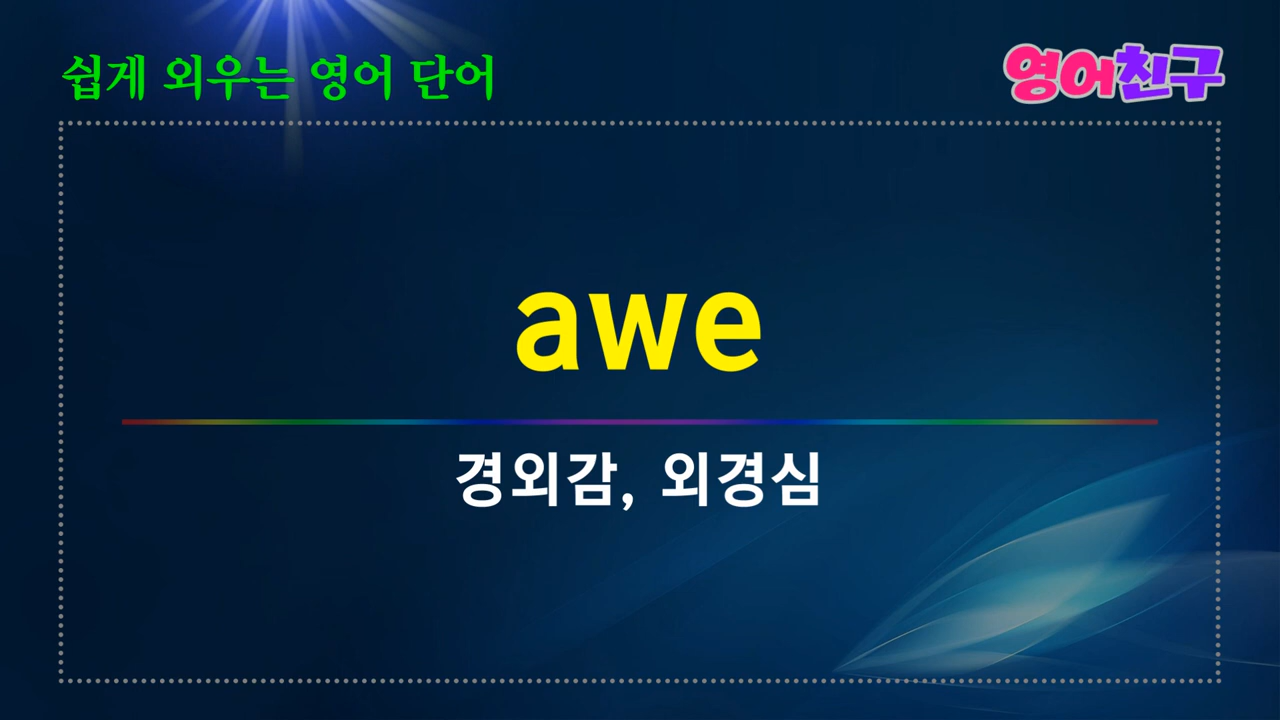 쉽게 외우는 영어 단어
영어친구
awe
경외감, 외경심